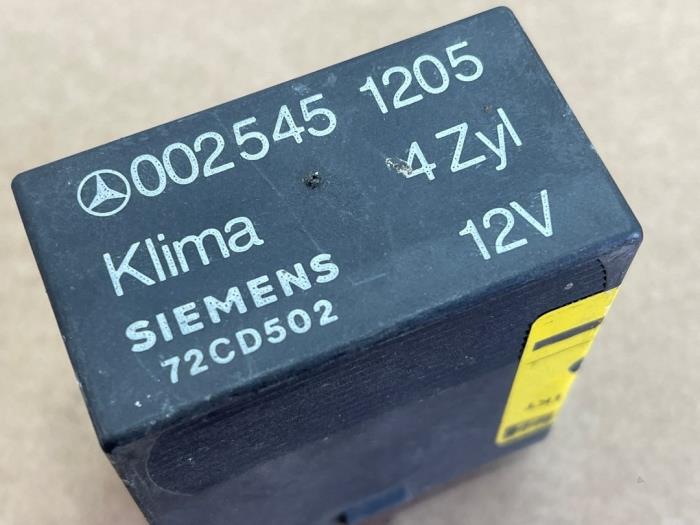 002545 1205
4 Zyl
Klima
12V
SIEMENS
72CD502